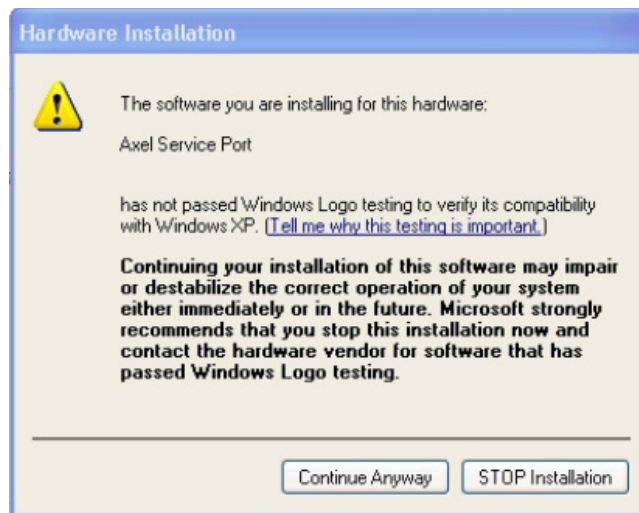 Hardware Installation
The software you are installing for this hardware:
Axel Service Port
has not passed Windows Logo testing to verify its compatibility
with Windows XP. (Tell me why this testing is important.)
Continuing your installation of this software may impair
or destabilize the correct operation of your system
either immediately or in the future. Microsoft strongly
recommends that you stop this installation now and
contact the hardware vendor for software that has
passed Windows Logo testing.
Continue Anyway
STOP Installation